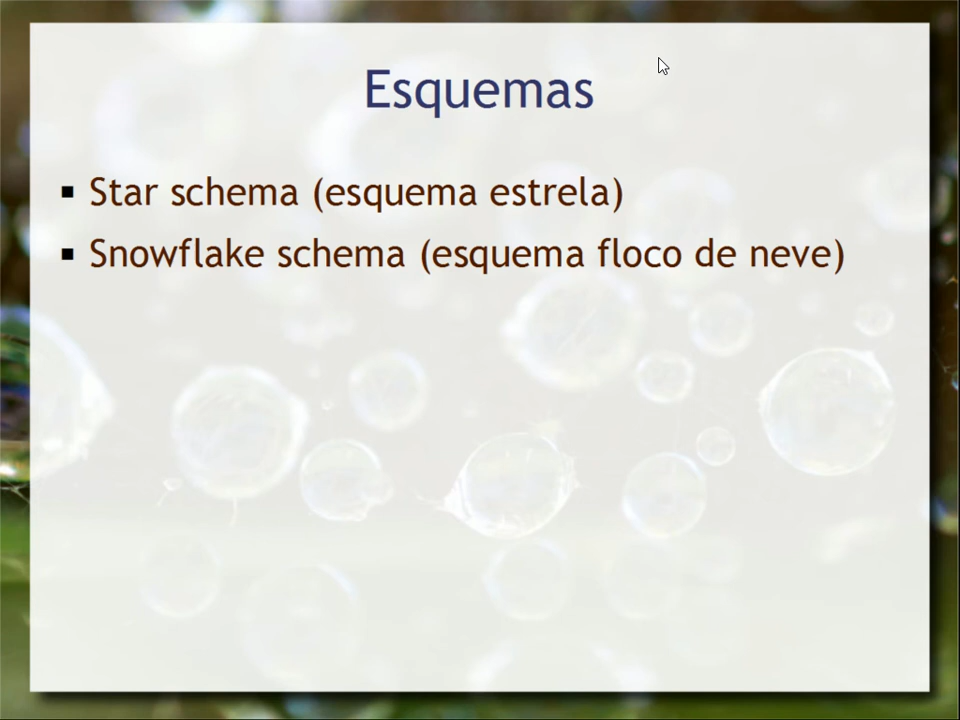 Esquemas
Star schema (esquema estrela)
Snowflake schema (esquema floco de neve)